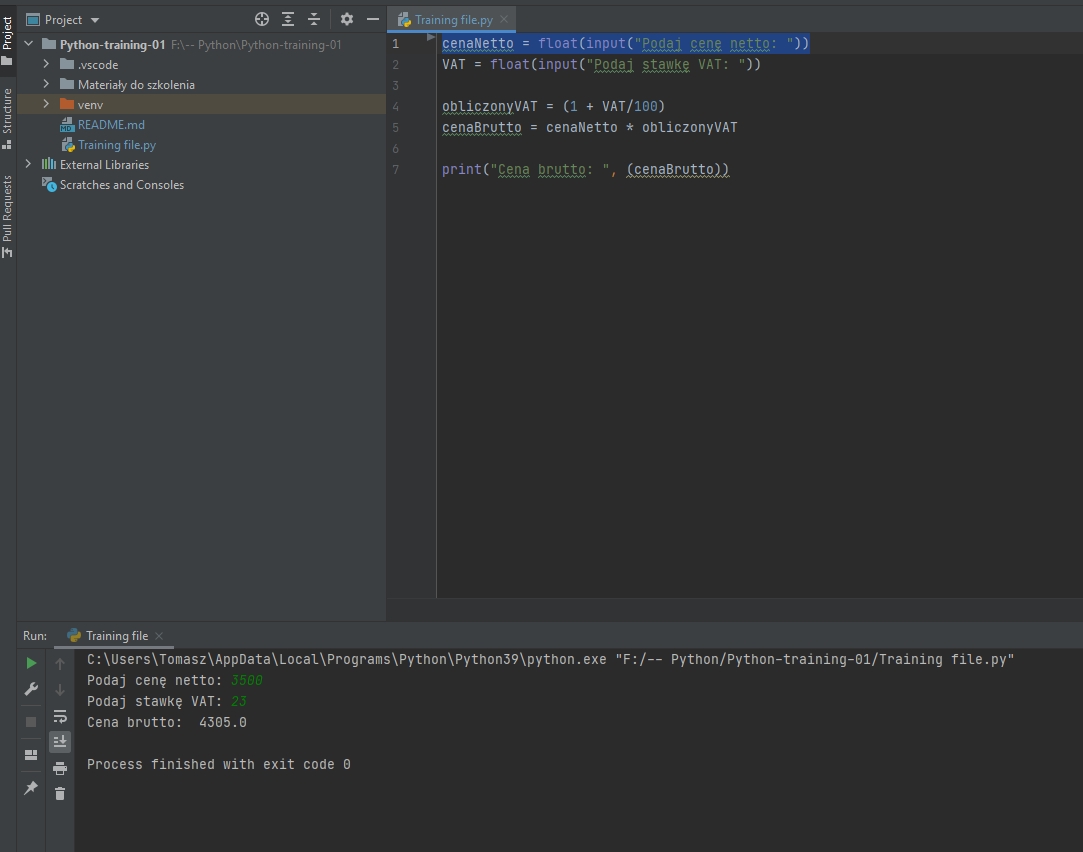 Project
Training file.py
Python-training-01 F:\-- Python\Python-training-01
.vscode
Materiały do szkolenia
venv
README.md
Training file.py
External Libraries
Scratches and Consoles
Project
Structure
Pull Requests
1 cenaNetto = float(input("Podaj cenę netto: "))
2 VAT = float(input("Podaj stawkę VAT: "))
3
4 obliczonyVAT = (1 + VAT/100)
5 cenaBrutto = cenaNetto * obliczonyVAT
6
7 print("Cena brutto: ", (cenaBrutto))
Run: Training file
C:\Users\Tomasz\AppData\Local\Programs\Python\Python39\python.exe "F:/-- Python/Python-training-01/Training file.py"
Podaj cenę netto: 3500
Podaj stawkę VAT: 23
Cena brutto:  4305.0
Process finished with exit code 0